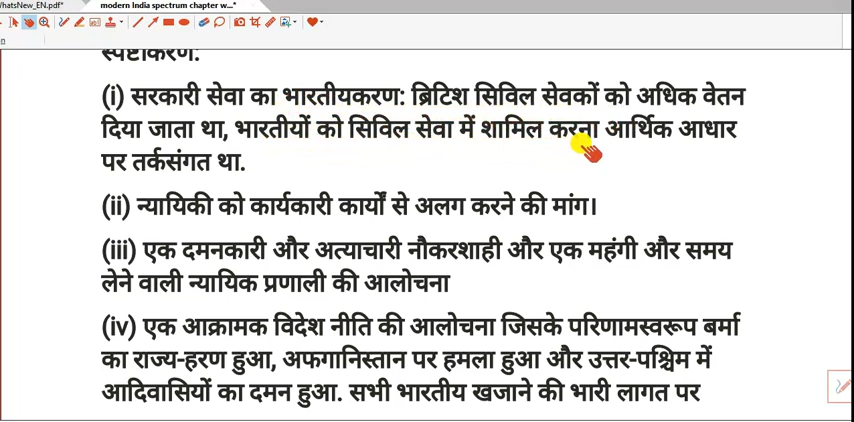 WhatsNew_EN.pdf*
modern India spectrum chapter w...*
स्पष्टीकरण:
(i) सरकारी सेवा का भारतीयकरण: ब्रिटिश सिविल सेवकों को अधिक वेतन
दिया जाता था, भारतीयों को सिविल सेवा में शामिल करना आर्थिक आधार
पर तर्कसंगत था.
(ii) न्यायिकी को कार्यकारी कार्यों से अलग करने की मांग।
(iii) एक दमनकारी और अत्याचारी नौकरशाही और एक महंगी और समय
लेने वाली न्यायिक प्रणाली की आलोचना
(iv) एक आक्रामक विदेश नीति की आलोचना जिसके परिणामस्वरूप बर्मा
का राज्य-हरण हुआ, अफगानिस्तान पर हमला हुआ और उत्तर-पश्चिम में
आदिवासियों का दमन हुआ. सभी भारतीय खजाने की भारी लागत पर